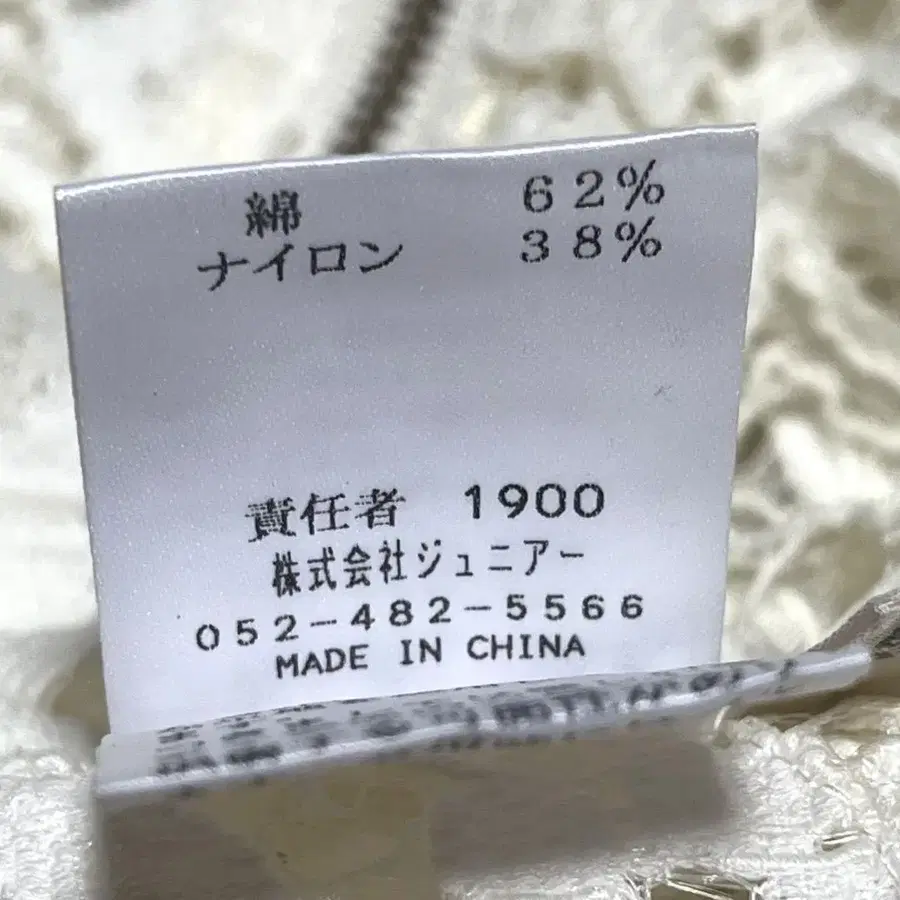 綿 62%
ナイロン 38%
責任者 1900
株式会社ジュニアー
052-482-5566
MADE IN CHINA